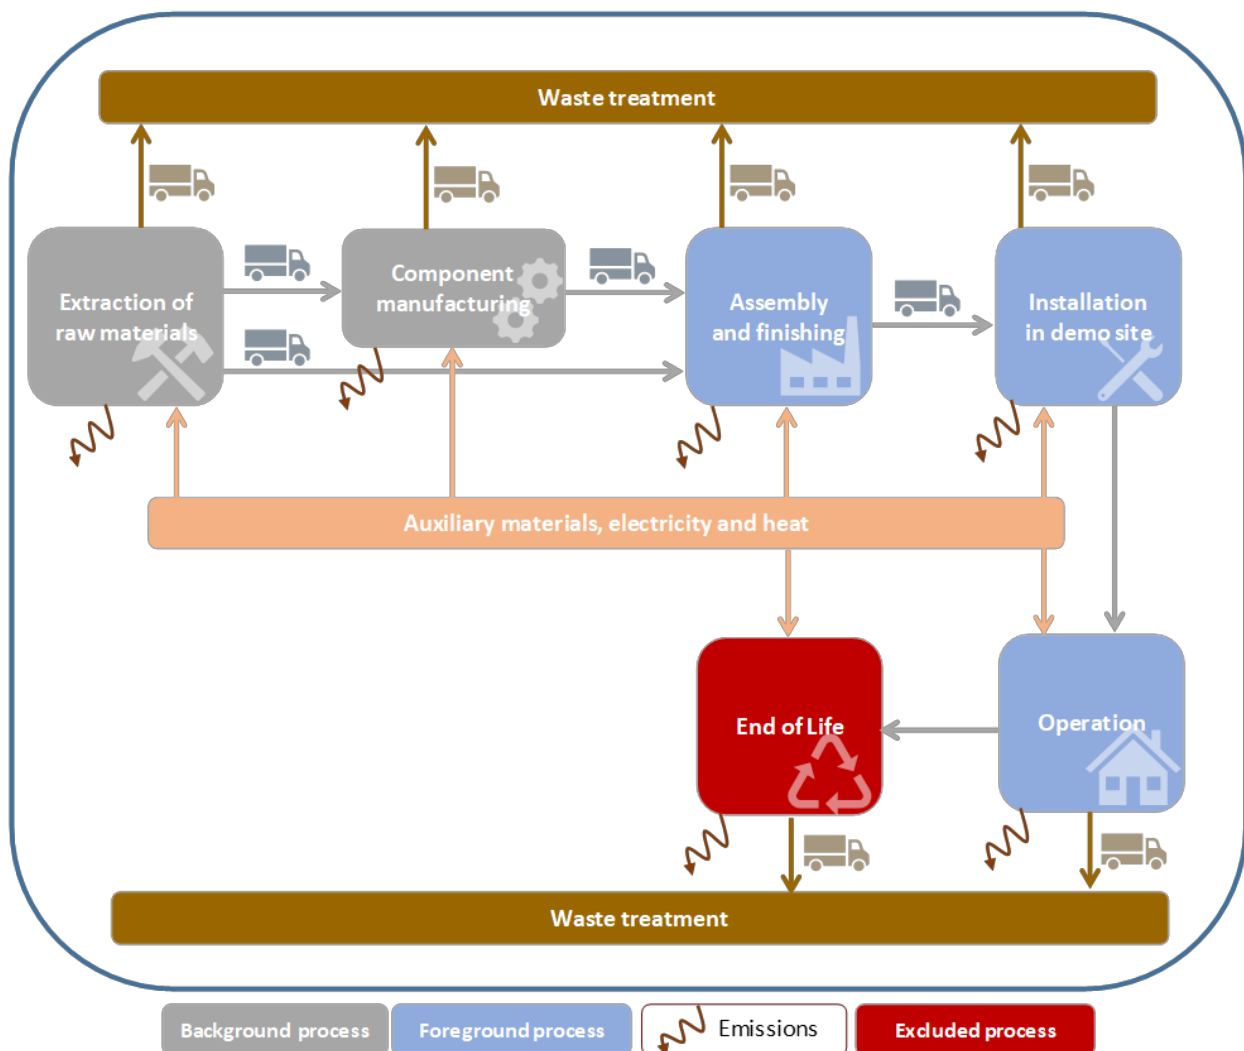 Waste treatment
Extraction of
raw materials
Component
manufacturing
Assembly
and finishing
Installation
in demo site
Auxiliary materials, electricity and heat
End of Life
Operation
Waste treatment
Background process
Foreground process
Emissions
Excluded process